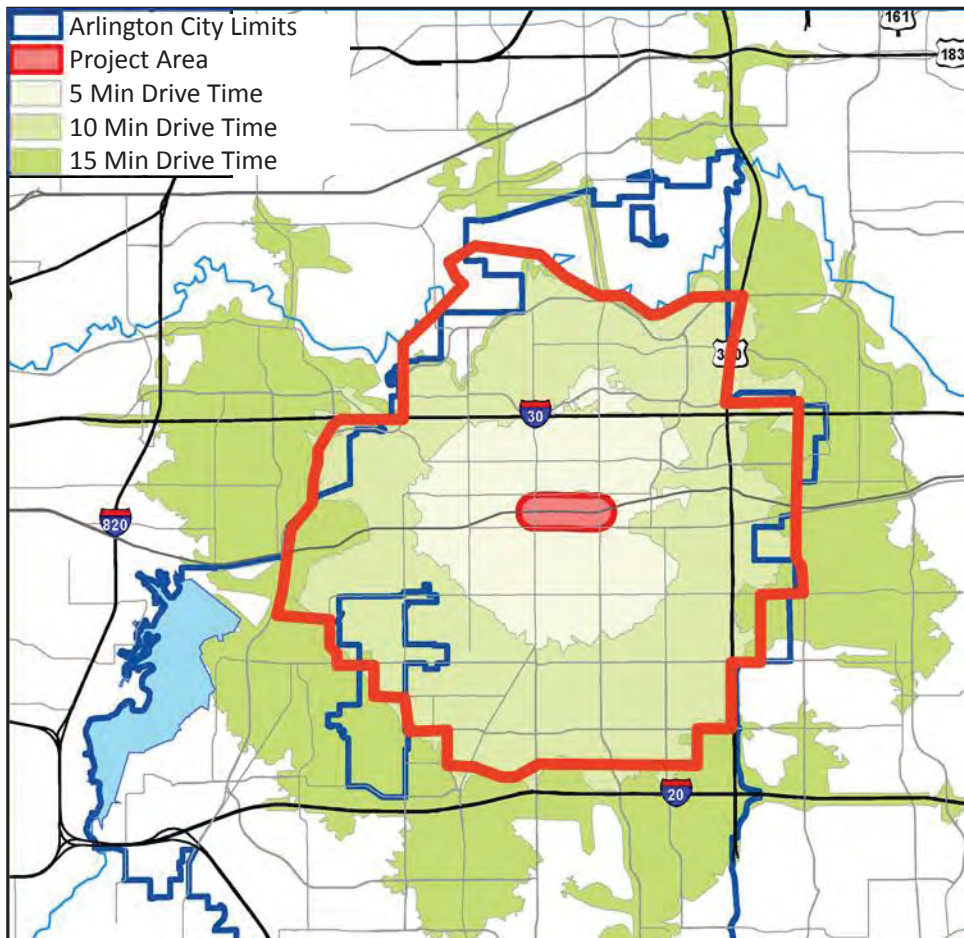 Arlington City Limits
Project Area
5 Min Drive Time
10 Min Drive Time
15 Min Drive Time
161
183
30
820
20